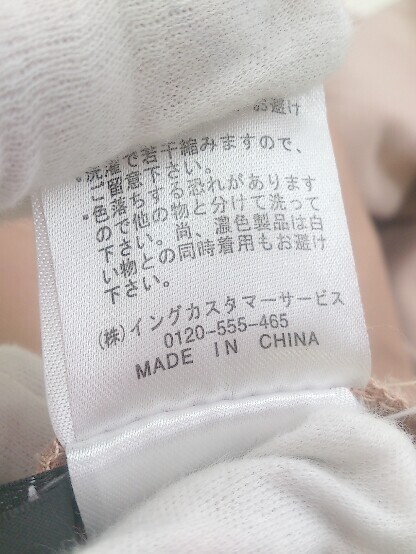 お避け
・洗濯で若干縮みますので、
ご留意下さい。
・色落ちする恐れがあります
ので他の物と分けて洗って
下さい。尚、濃色製品は白
い物との同時着用もお避け
下さい。
(株)イングカスタマーサービス
0120-555-465
MADE IN CHINA